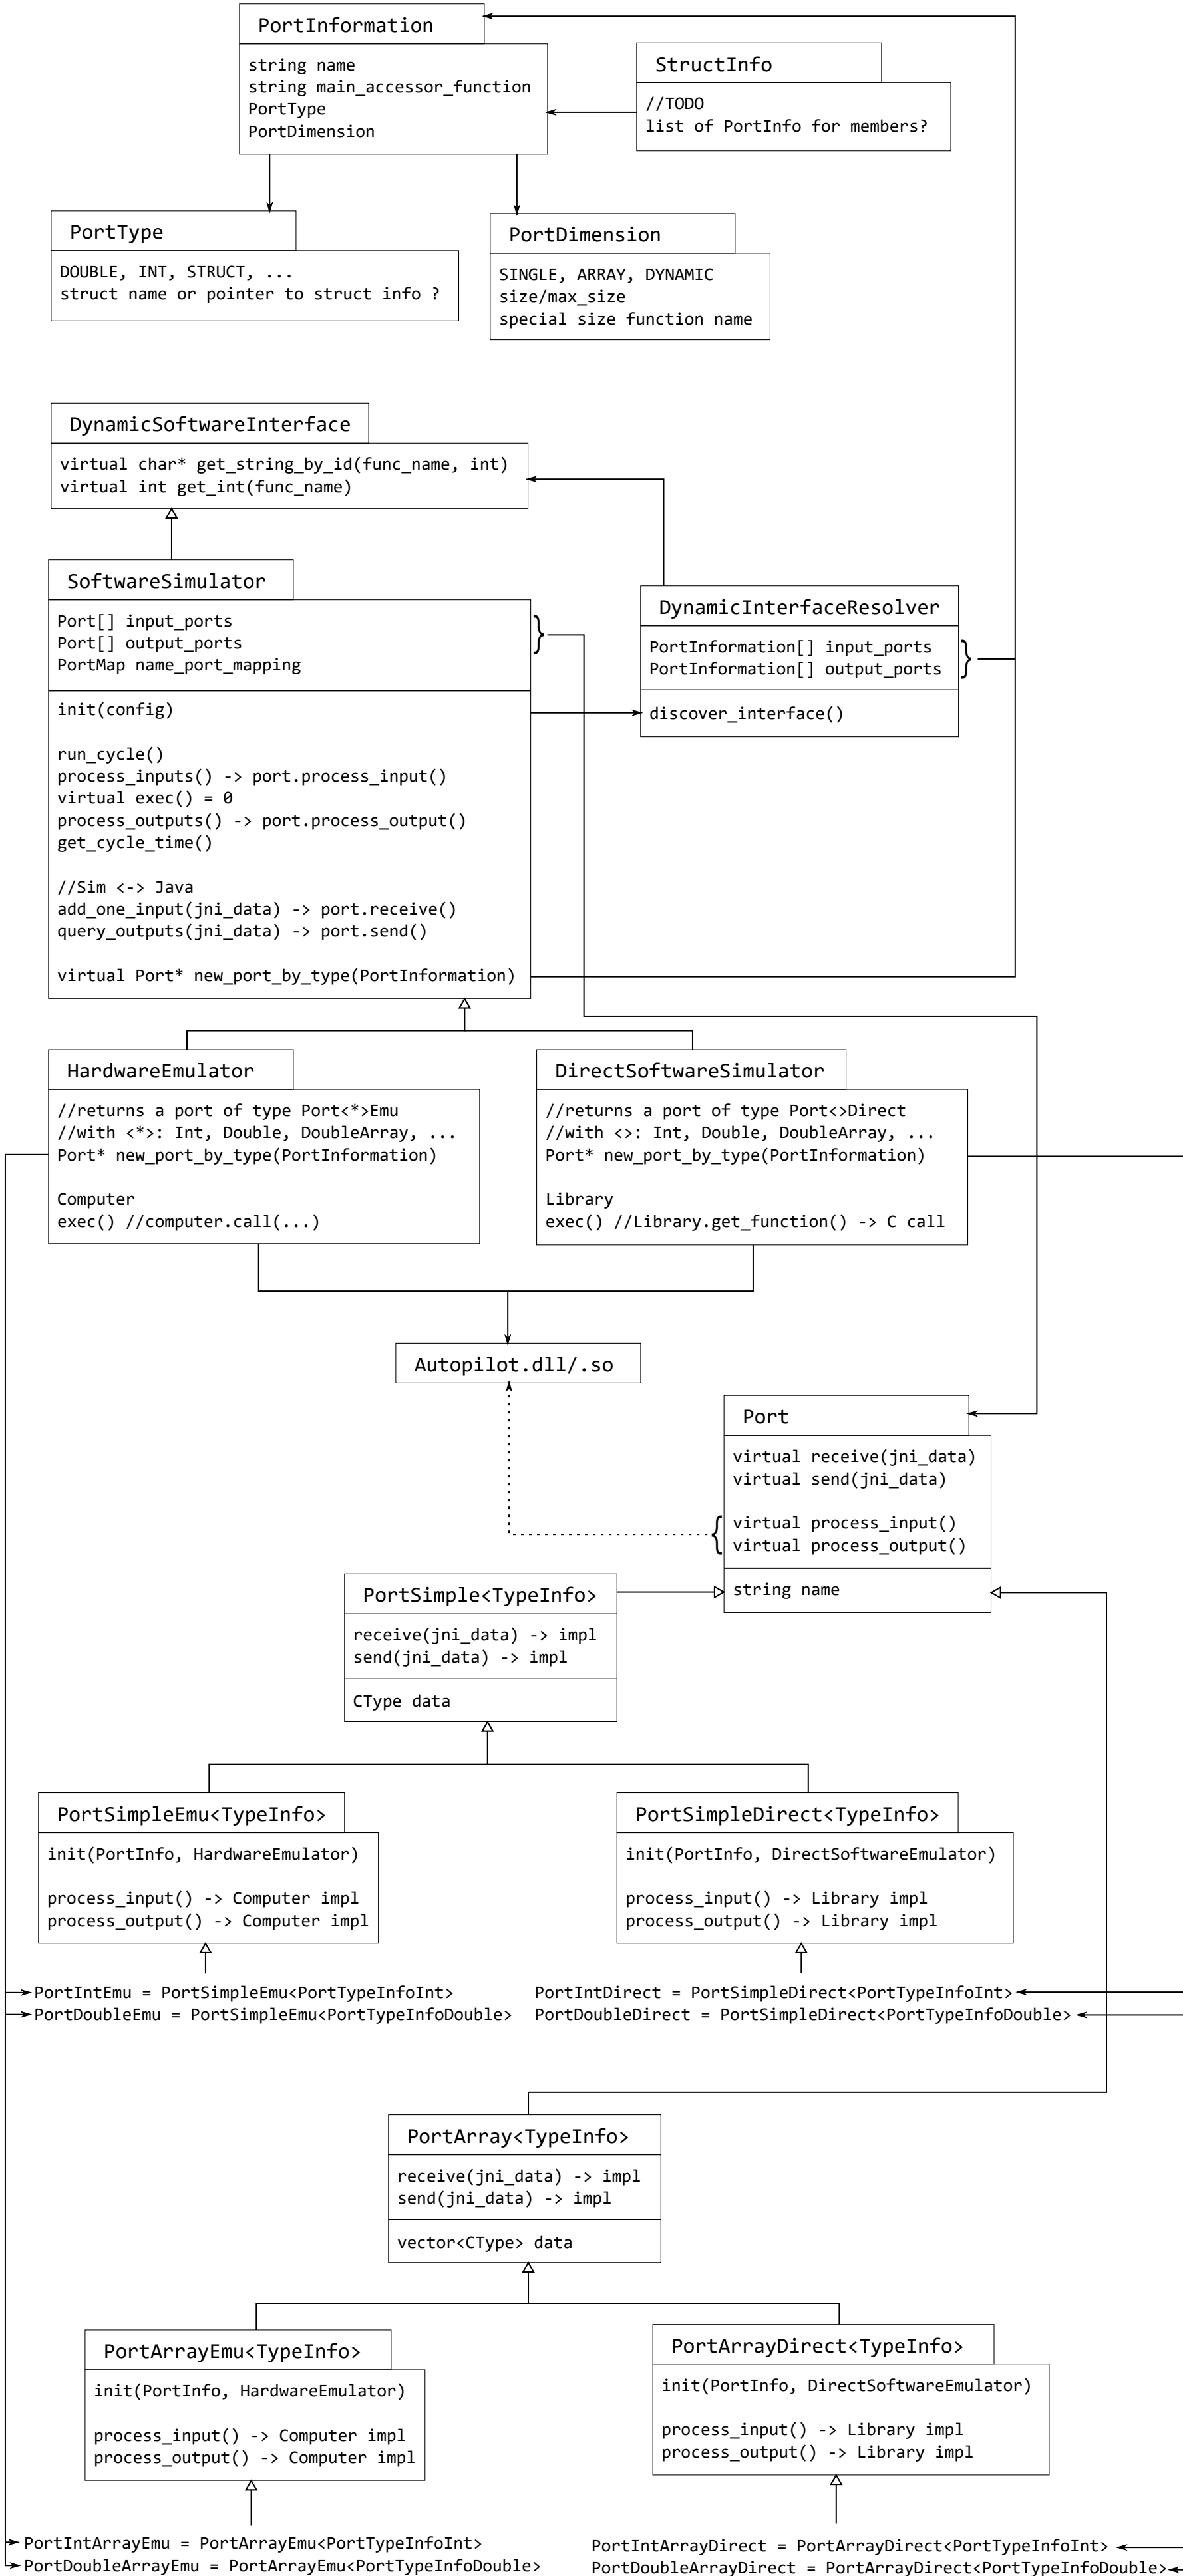 PortInformation
string name
string main_accessor_function
PortType
PortDimension
StructInfo
//TODO
list of PortInfo for members?
PortType
DOUBLE, INT, STRUCT, ...
struct name or pointer to struct info ?
PortDimension
SINGLE, ARRAY, DYNAMIC
size/max_size
special size function name
DynamicSoftwareInterface
virtual char* get_string_by_id(func_name, int)
virtual int get_int(func_name)
SoftwareSimulator
Port[] input_ports
Port[] output_ports
PortMap name_port_mapping
init(config)
run_cycle()
process_inputs() -> port.process_input()
virtual exec() = 0
process_outputs() -> port.process_output()
get_cycle_time()
//Sim <-> Java
add_one_input(jni_data) -> port.receive()
query_outputs(jni_data) -> port.send()
virtual Port* new_port_by_type(PortInformation)
DynamicInterfaceResolver
PortInformation[] input_ports
PortInformation[] output_ports
discover_interface()
HardwareEmulator
//returns a port of type Port<*>Emu
//with <*>: Int, Double, DoubleArray, ...
Port* new_port_by_type(PortInformation)
Computer
exec() //computer.call(...)
DirectSoftwareSimulator
//returns a port of type Port<>Direct
//with <>: Int, Double, DoubleArray, ...
Port* new_port_by_type(PortInformation)
Library
exec() //Library.get_function() -> C call
Autopilot.dll/.so
Port
virtual receive(jni_data)
virtual send(jni_data)
virtual process_input()
virtual process_output()
string name
PortSimple<TypeInfo>
receive(jni_data) -> impl
send(jni_data) -> impl
CType data
PortSimpleEmu<TypeInfo>
init(PortInfo, HardwareEmulator)
process_input() -> Computer impl
process_output() -> Computer impl
PortSimpleDirect<TypeInfo>
init(PortInfo, DirectSoftwareEmulator)
process_input() -> Library impl
process_output() -> Library impl
PortIntEmu = PortSimpleEmu<PortTypeInfoInt>
PortDoubleEmu = PortSimpleEmu<PortTypeInfoDouble>
PortIntDirect = PortSimpleDirect<PortTypeInfoInt>
PortDoubleDirect = PortSimpleDirect<PortTypeInfoDouble>
PortArray<TypeInfo>
receive(jni_data) -> impl
send(jni_data) -> impl
vector<CType> data
PortArrayEmu<TypeInfo>
init(PortInfo, HardwareEmulator)
process_input() -> Computer impl
process_output() -> Computer impl
PortArrayDirect<TypeInfo>
init(PortInfo, DirectSoftwareEmulator)
process_input() -> Library impl
process_output() -> Library impl
PortIntArrayEmu = PortArrayEmu<PortTypeInfoInt>
PortDoubleArrayEmu = PortArrayEmu<PortTypeInfoDouble>
PortIntArrayDirect = PortArrayDirect<PortTypeInfoInt>
PortDoubleArrayDirect = PortArrayDirect<PortTypeInfoDouble>